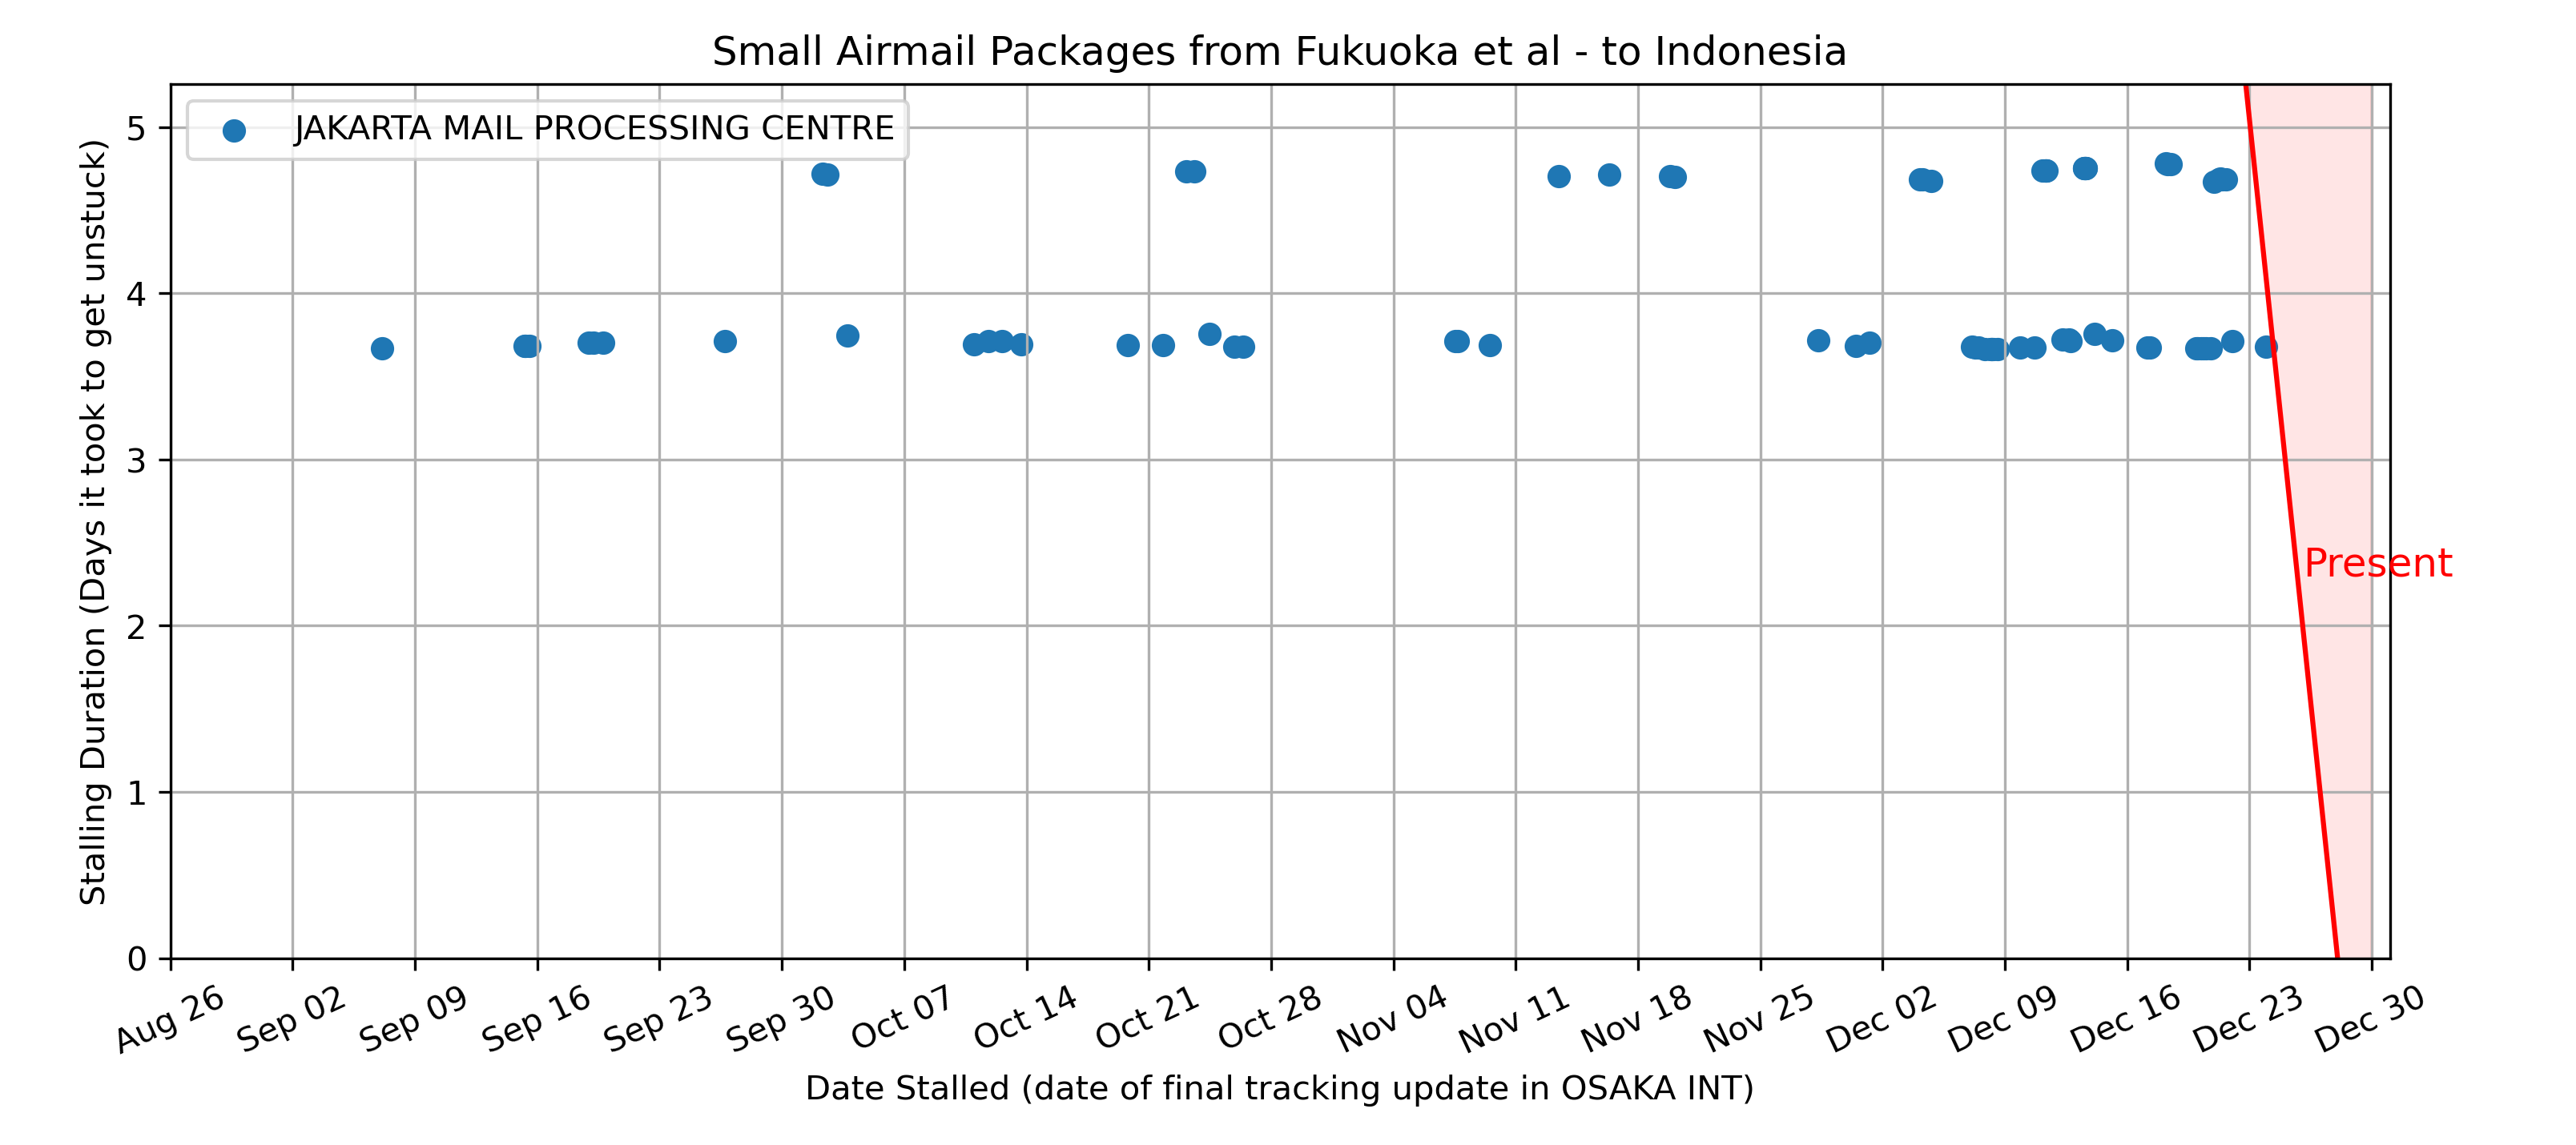 Small Airmail Packages from Fukuoka et al - to Indonesia
JAKARTA MAIL PROCESSING CENTRE
Stalling Duration (Days it took to get unstuck)
5
4
3
2
1
0
Present
Aug 26
Sep 02
Sep 09
Sep 16
Sep 23
Sep 30
Oct 07
Oct 14
Oct 21
Oct 28
Nov 04
Nov 11
Nov 18
Nov 25
Dec 02
Dec 09
Dec 16
Dec 23
Dec 30
Date Stalled (date of final tracking update in OSAKA INT)